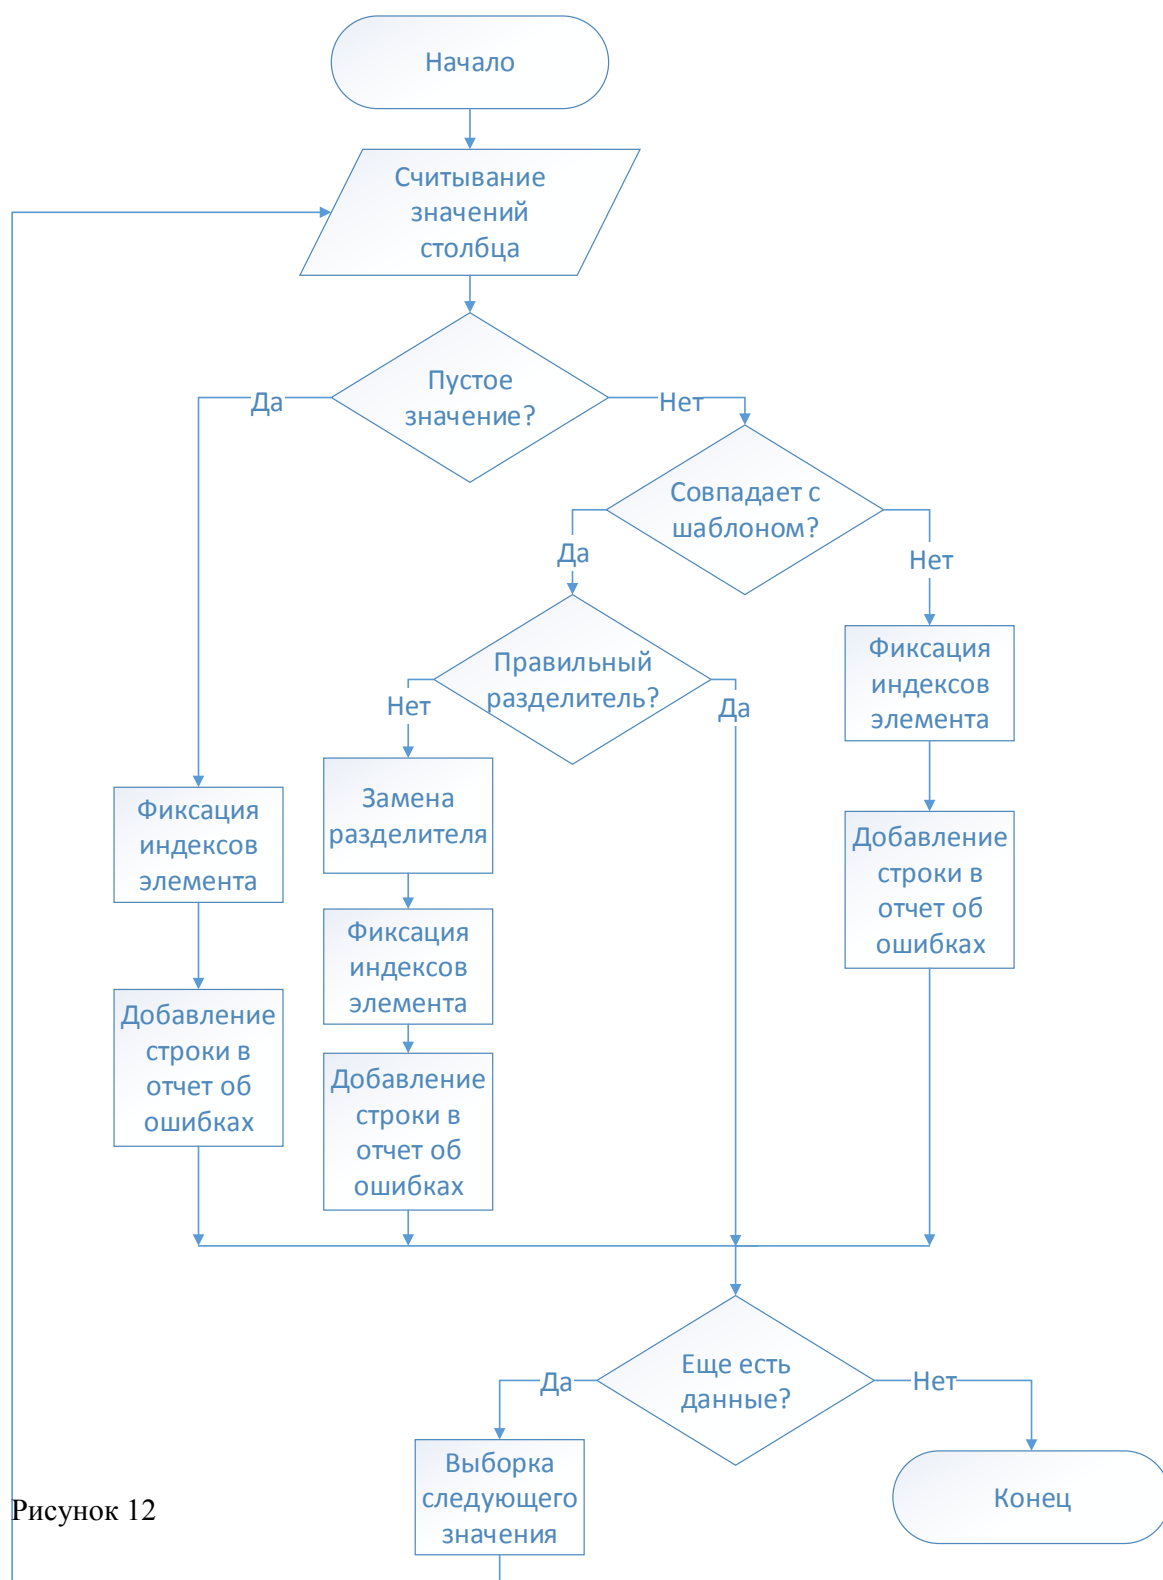 Начало
Считывание
значений
столбца
Пустое
значение?
Да
Нет
Совпадает с
шаблоном?
Да
Нет
Правильный
разделитель?
Нет
Да
Фиксация
индексов
элемента
Замена
разделителя
Фиксация
индексов
элемента
Добавление
строки в
отчет об
ошибках
Фиксация
индексов
элемента
Добавление
строки в
отчет об
ошибках
Добавление
строки в
отчет об
ошибках
Еще есть
данные?
Да
Нет
Выборка
следующего
значения
Конец
Рисунок 12